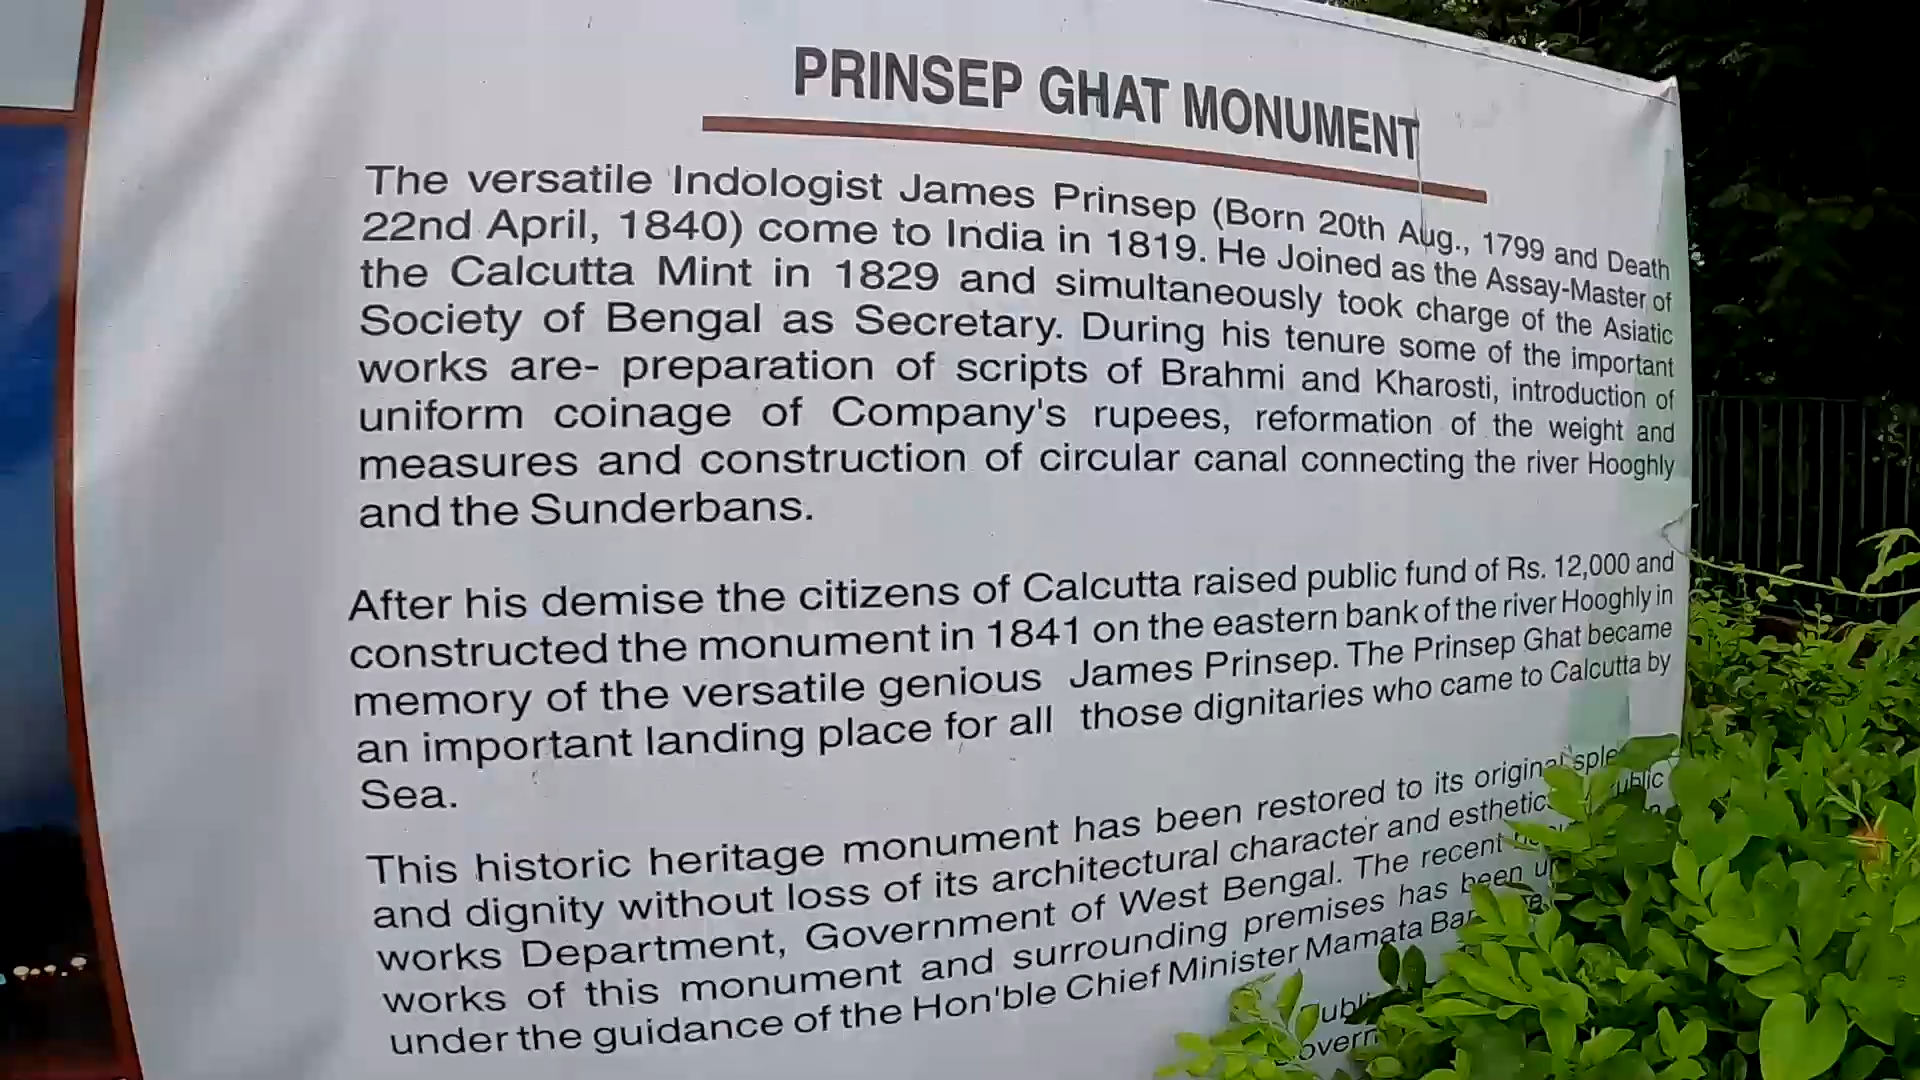 PRINSEP GHAT MONUMENT
The versatile Indologist James Prinsep (Born 20th Aug., 1799 and Death
22nd April, 1840) come to India in 1819. He Joined as the Assay-Master of
the Calcutta Mint in 1829 and simultaneously took charge of the Asiatic
Society of Bengal as Secretary. During his tenure some of the important
works are- preparation of scripts of Brahmi and Kharosti, introduction of
uniform coinage of Company's rupees, reformation of the weight and
measures and construction of circular canal connecting the river Hooghly
and the Sunderbans.
After his demise the citizens of Calcutta raised public fund of Rs. 12,000 and
constructed the monument in 1841 on the eastern bank of the river Hooghly in
memory of the versatile genious James Prinsep. The Prinsep Ghat became
an important landing place for all those dignitaries who came to Calcutta by
Sea.
This historic heritage monument has been restored to its original
and dignity without loss of its architectural character and
works Department, Government of West Bengal. The recent
works of this monument and surrounding premises has been
under the guidance of the Hon'ble Chief Minister Mamata